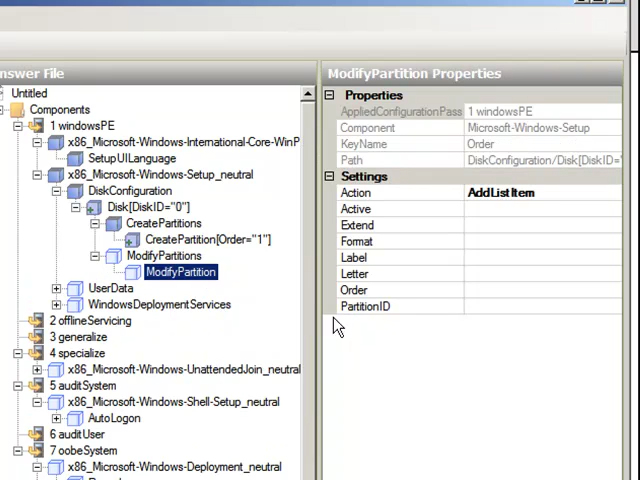 nswer File
Untitled
Components
1 windowsPE
x86_Microsoft-Windows-International-Core-WinP
SetupUILanguage
x86_Microsoft-Windows-Setup_neutral
DiskConfiguration
Disk[DiskID="0"]
CreatePartitions
CreatePartition[Order="1"]
ModifyPartitions
ModifyPartition
UserData
WindowsDeploymentServices
2 offlineServicing
3 generalize
4 specialize
x86_Microsoft-Windows-UnattendedJoin_neutral
5 auditSystem
x86_Microsoft-Windows-Shell-Setup_neutral
AutoLogon
6 auditUser
7 oobeSystem
x86_Microsoft-Windows-Deployment_neutral
ModifyPartition Properties
Properties
AppliedConfigurationPass 1 windowsPE
Component Microsoft-Windows-Setup
KeyName Order
Path DiskConfiguration/Disk[DiskID="
Settings
Action AddListItem
Active
Extend
Format
Label
Letter
Order
PartitionID